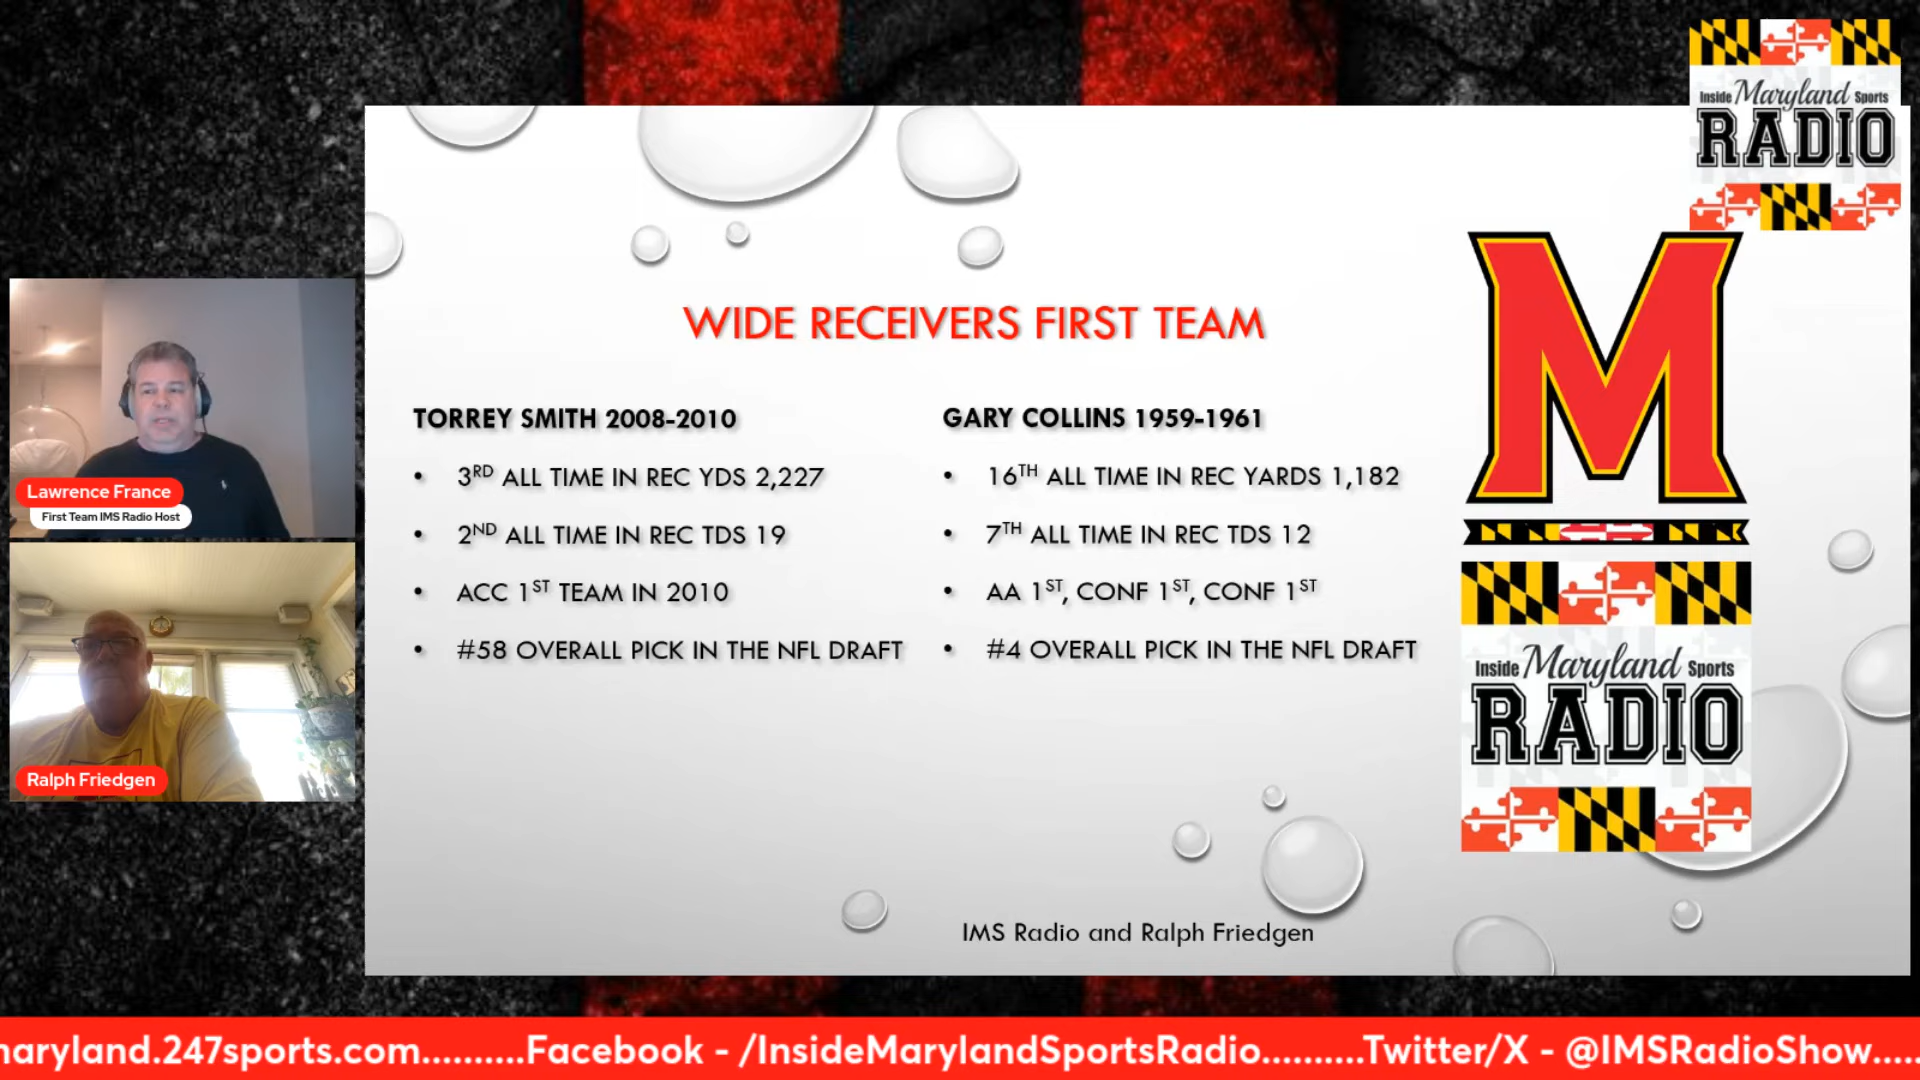 Inside Maryland Sports
RADIO
WIDE RECEIVERS FIRST TEAM
TORREY SMITH 2008-2010
• 3RD ALL TIME IN REC YDS 2,227
• 2ND ALL TIME IN REC TDS 19
• ACC 1ST TEAM IN 2010
• #58 OVERALL PICK IN THE NFL DRAFT
GARY COLLINS 1959-1961
• 16TH ALL TIME IN REC YARDS 1,182
• 7TH ALL TIME IN REC TDS 12
• AA 1ST, CONF 1ST, CONF 1ST
• #4 OVERALL PICK IN THE NFL DRAFT
M
Inside Maryland Sports
RADIO
Lawrence France
First Team IMS Radio Host
Ralph Friedgen
IMS Radio and Ralph Friedgen
maryland.247sports.com..........Facebook - /InsideMarylandSportsRadio..........Twitter/X - @IMSRadioShow.....